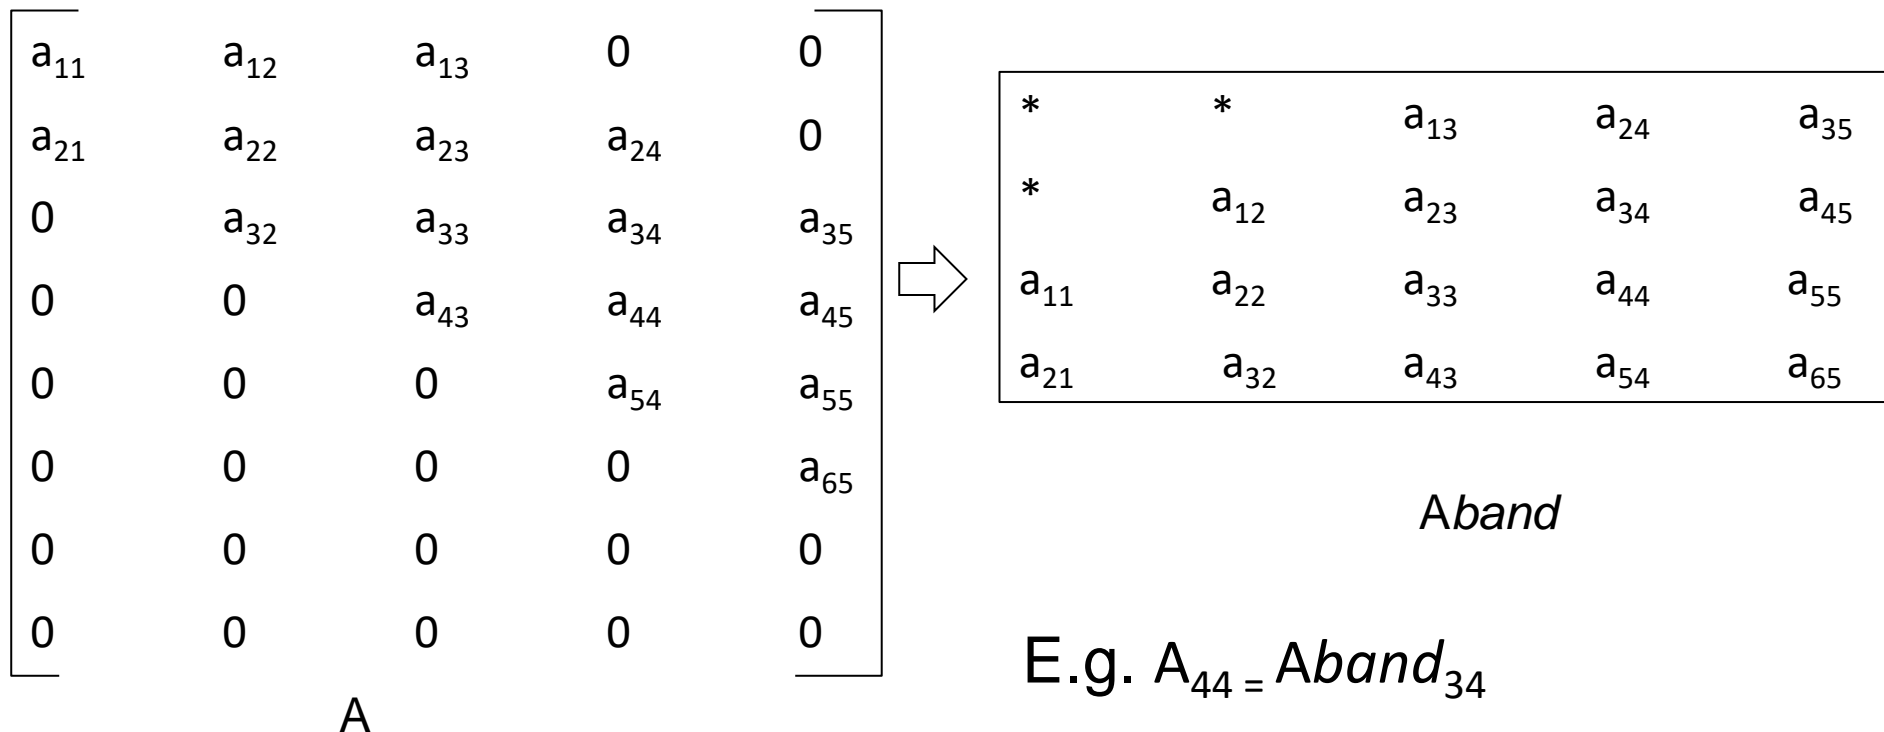 a₁₁ a₁₂ a₁₃ 0 0
a₂₁ a₂₂ a₂₃ a₂₄ 0
0 a₃₂ a₃₃ a₃₄ a₃₅
0 0 a₄₃ a₄₄ a₄₅
0 0 0 a₅₄ a₅₅
0 0 0 0 a₆₅
0 0 0 0 0
0 0 0 0 0
A
* * a₁₃ a₂₄ a₃₅
* a₁₂ a₂₃ a₃₄ a₄₅
a₁₁ a₂₂ a₃₃ a₄₄ a₅₅
a₂₁ a₃₂ a₄₃ a₅₄ a₆₅
Aband
E.g. A₄₄ ₌ Aband₃₄